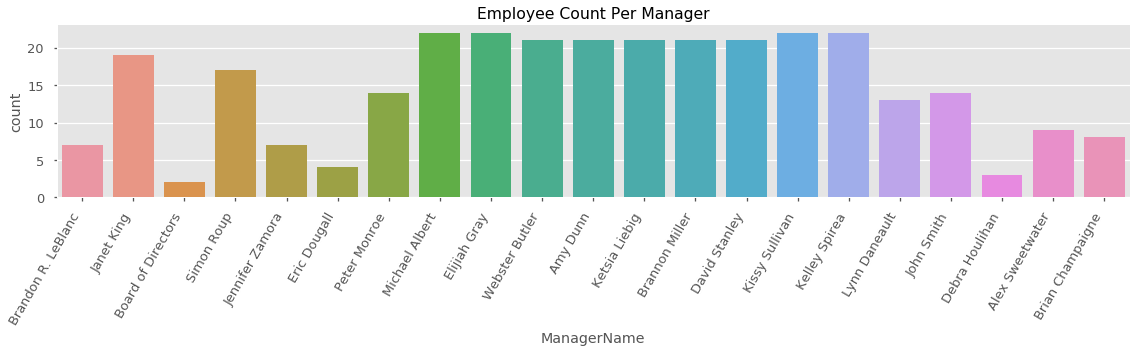 Employee Count Per Manager
count
20
15
10
5
0
Brandon R. LeBlanc
Janet King
Board of Directors
Simon Roup
Jennifer Zamora
Eric Dougall
Peter Monroe
Michael Albert
Elijiah Gray
Webster Butler
Amy Dunn
Ketsia Liebig
Brannon Miller
David Stanley
Kissy Sullivan
Kelley Spirea
Lynn Daneault
John Smith
Debra Houlihan
Alex Sweetwater
Brian Champaigne
ManagerName